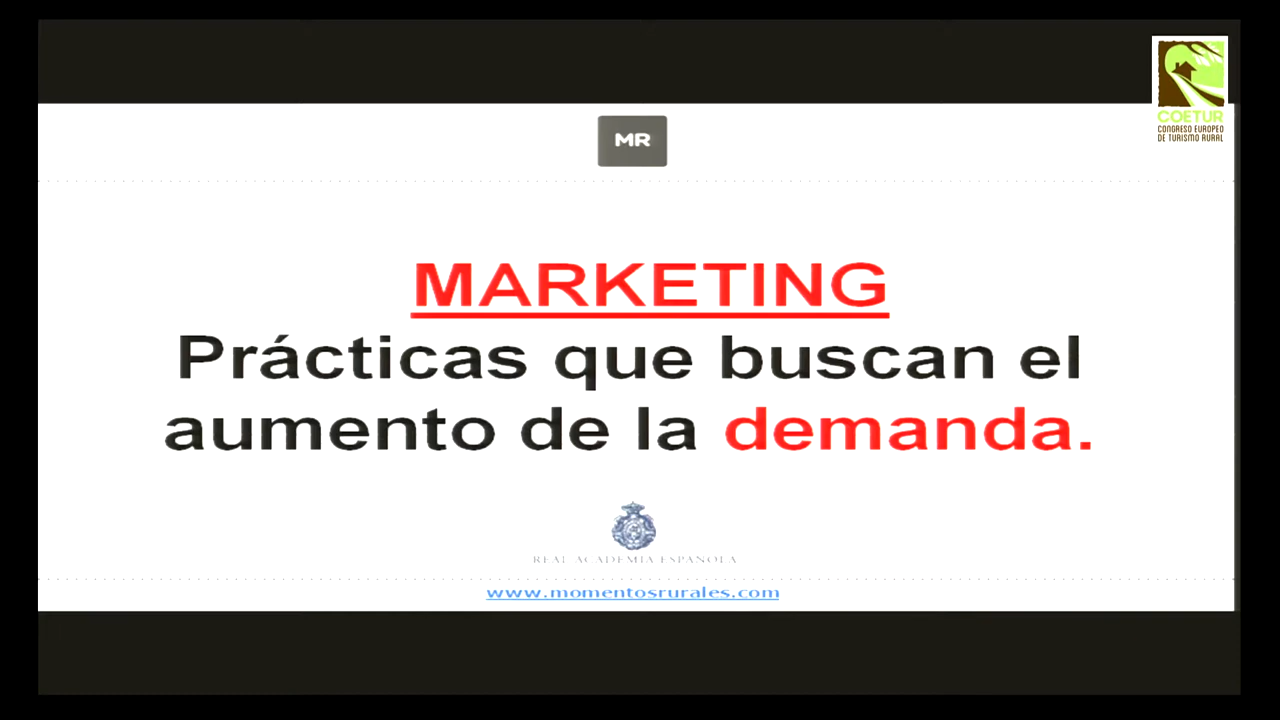 COETUR
CONGRESO EUROPEO
DE TURISMO RURAL
MR
MARKETING
Prácticas que buscan el
aumento de la demanda.
REAL ACADEMIA ESPAÑOLA
www.momentosrurales.com